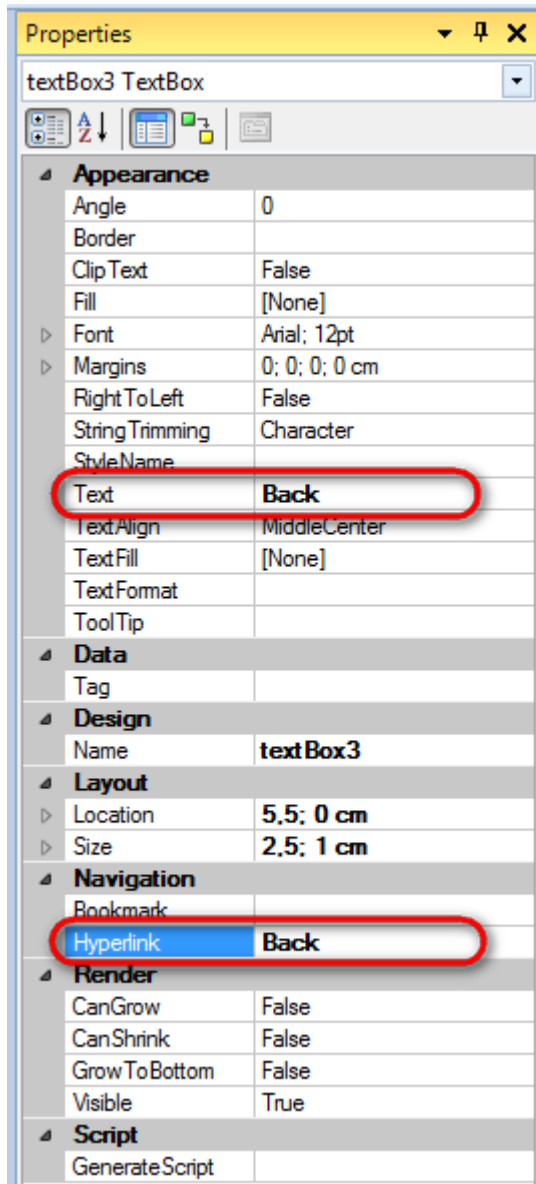 Properties
textBox3 TextBox
Appearance
Angle 0
Border
ClipText False
Fill [None]
Font Arial; 12pt
Margins 0; 0; 0; 0 cm
RightToLeft False
StringTrimming Character
StyleName
Text Back
TextAlign MiddleCenter
TextFill [None]
TextFormat
ToolTip
Data
Tag
Design
Name textBox3
Layout
Location 5,5; 0 cm
Size 2,5; 1 cm
Navigation
Bookmark
Hyperlink Back
Render
CanGrow False
CanShrink False
GrowToBottom False
Visible True
Script
GenerateScript